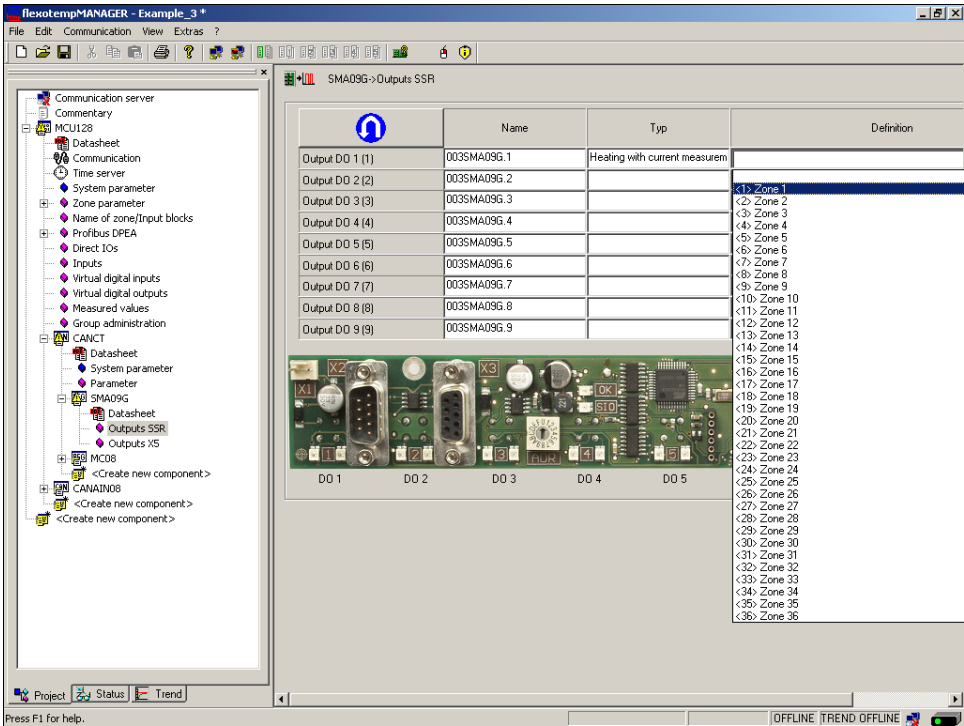 flexotempMANAGER - Example_3 *
File Edit Communication View Extras ?
SMA09G->Outputs SSR
Communication server
Commentary
MCU128
Datasheet
Communication
Time server
System parameter
Zone parameter
Name of zone/Input blocks
Profibus DPEA
Direct IOs
Inputs
Virtual digital inputs
Virtual digital outputs
Measured values
Group administration
CANCT
Datasheet
System parameter
Parameter
SMA09G
Datasheet
Outputs SSR
Outputs X5
MC08
<Create new component>
CANAIN08
<Create new component>
<Create new component>
Name Typ Definition
Output DO 1 (1) 003SMA09G.1 Heating with current measurem
Output DO 2 (2) 003SMA09G.2
Output DO 3 (3) 003SMA09G.3
Output DO 4 (4) 003SMA09G.4
Output DO 5 (5) 003SMA09G.5
Output DO 6 (6) 003SMA09G.6
Output DO 7 (7) 003SMA09G.7
Output DO 8 (8) 003SMA09G.8
Output DO 9 (9) 003SMA09G.9
<1> Zone 1
<2> Zone 2
<3> Zone 3
<4> Zone 4
<5> Zone 5
<6> Zone 6
<7> Zone 7
<8> Zone 8
<9> Zone 9
<10> Zone 10
<11> Zone 11
<12> Zone 12
<13> Zone 13
<14> Zone 14
<15> Zone 15
<16> Zone 16
<17> Zone 17
<18> Zone 18
<19> Zone 19
<20> Zone 20
<21> Zone 21
<22> Zone 22
<23> Zone 23
<24> Zone 24
<25> Zone 25
<26> Zone 26
<27> Zone 27
<28> Zone 28
<29> Zone 29
<30> Zone 30
<31> Zone 31
<32> Zone 32
<33> Zone 33
<34> Zone 34
<35> Zone 35
<36> Zone 36
X1 X2 X3 OK
SIO
1 2 3 ADR 4 5
DO 1 DO 2 DO 3 DO 4 DO 5
Project Status Trend
Press F1 for help.
OFFLINE TREND OFFLINE